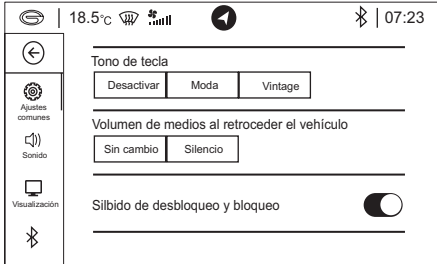 18.5°C
07:23
Tono de tecla
Desactivar Moda Vintage
Ajustes
comunes
Volumen de medios al retroceder el vehículo
Sin cambio Silencio
Sonido
Silbido de desbloqueo y bloqueo
Visualización